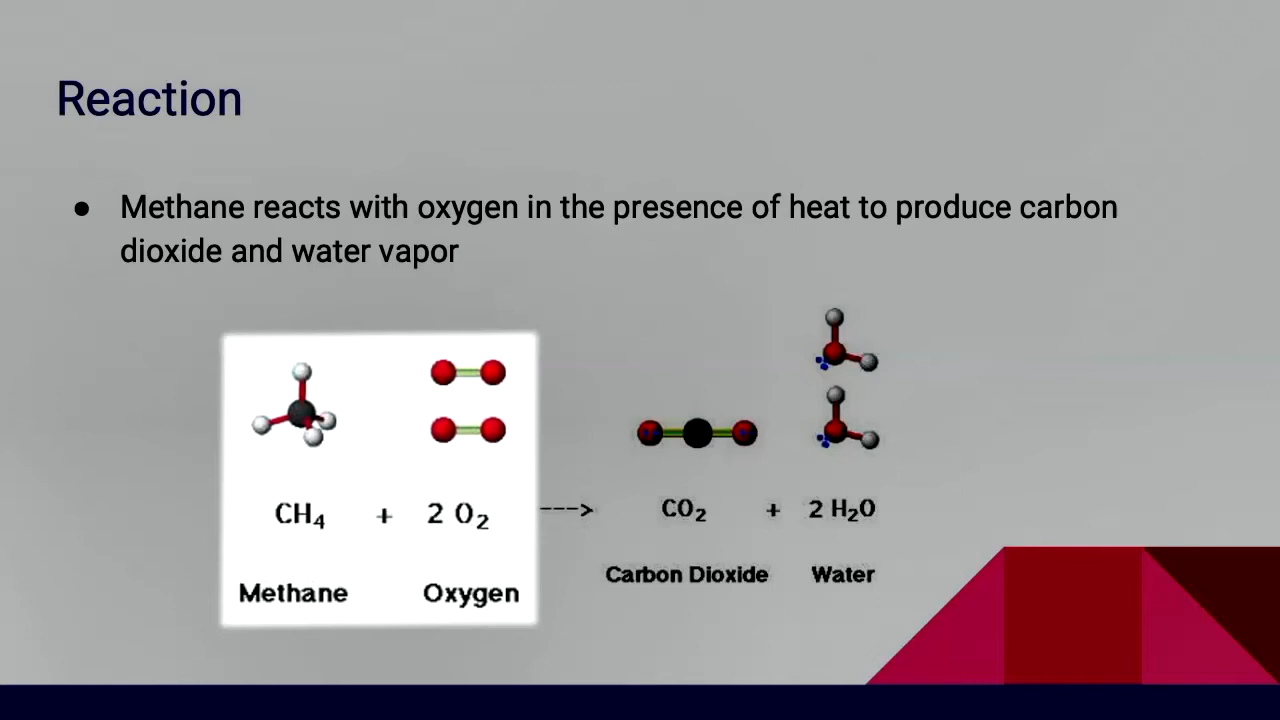 Reaction
● Methane reacts with oxygen in the presence of heat to produce carbon
dioxide and water vapor
CH₄ + 2 O₂ ---> CO₂ + 2 H₂O
Methane Oxygen Carbon Dioxide Water